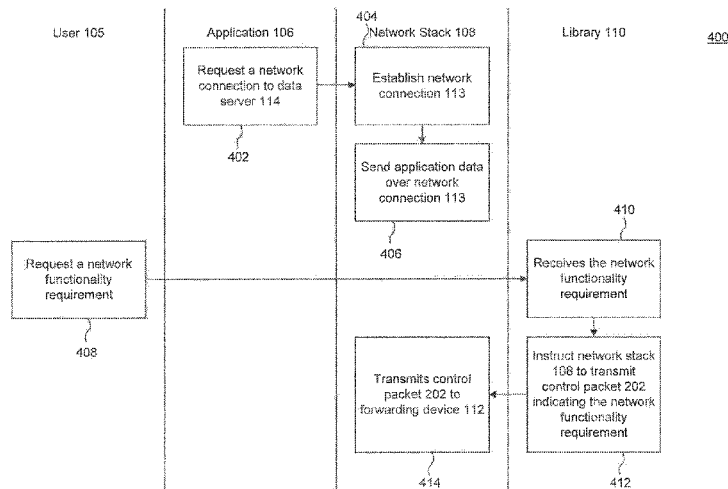 User 105
Application 106
Network Stack 108
Library 110
400
404
Request a network
connection to data
server 114
402
Establish network
connection 113
Send application data
over network
connection 113
406
Request a network
functionality
requirement
408
410
Receives the network
functionality
requirement
Transmits control
packet 202 to
forwarding device 112
414
Instruct network stack
108 to transmit
control packet 202
indicating the network
functionality
requirement
412